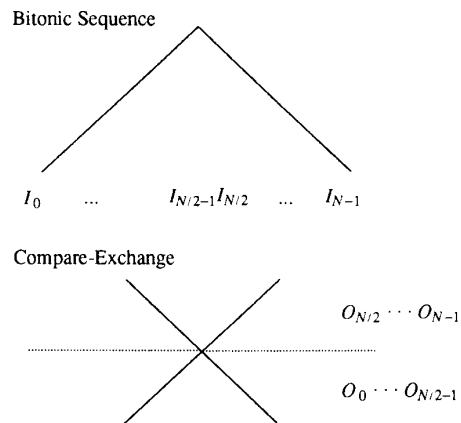 Bitonic Sequence
I_0 ... I_{N/2-1} I_{N/2} ... I_{N-1}
Compare-Exchange
O_{N/2} ··· O_{N-1}
O_0 ··· O_{N/2-1}